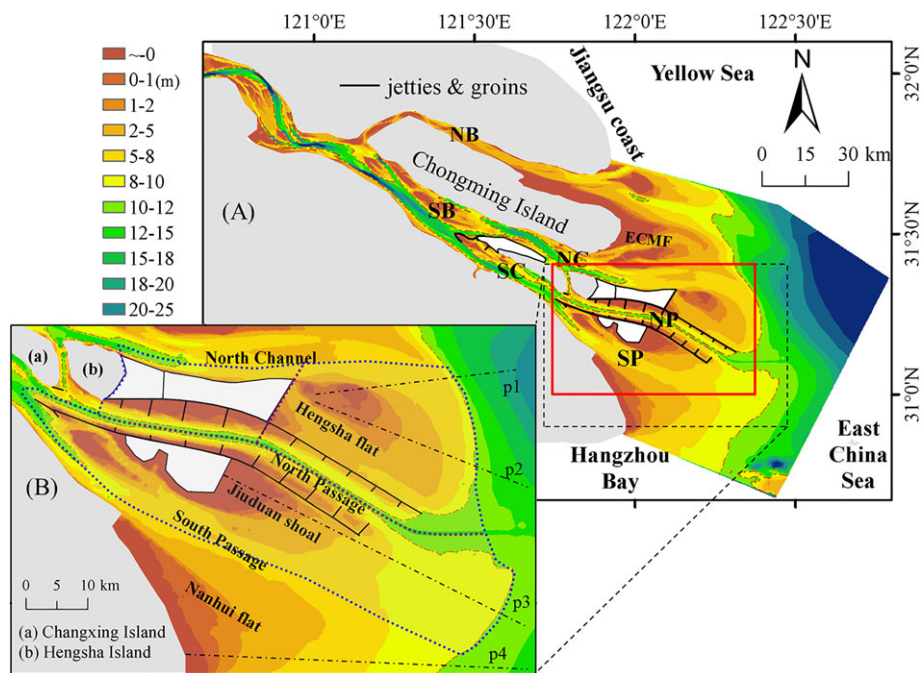 121°0'
121°30'
122°0'
122°30'
~-0
0-1(m)
1-2
2-5
5-8
8-10
10-12
12-15
15-18
18-20
20-25
jetties & groins
Jiangsu coast
Yellow Sea
N
0 15 30 km
32°0'
31°30'
31°0'
(A)
NB
Chongming Island
SB
ECMF
NC
SC
NP
SP
Hangzhou
Bay
East
China
Sea
(a)
(b)
North Channel
p1
Hengsha flat
p2
North Passage
(B)
Jiuduan shoal
South Passage
p3
Nanhui flat
p4
0 5 10 km
(a) Changxing Island
(b) Hengsha Island